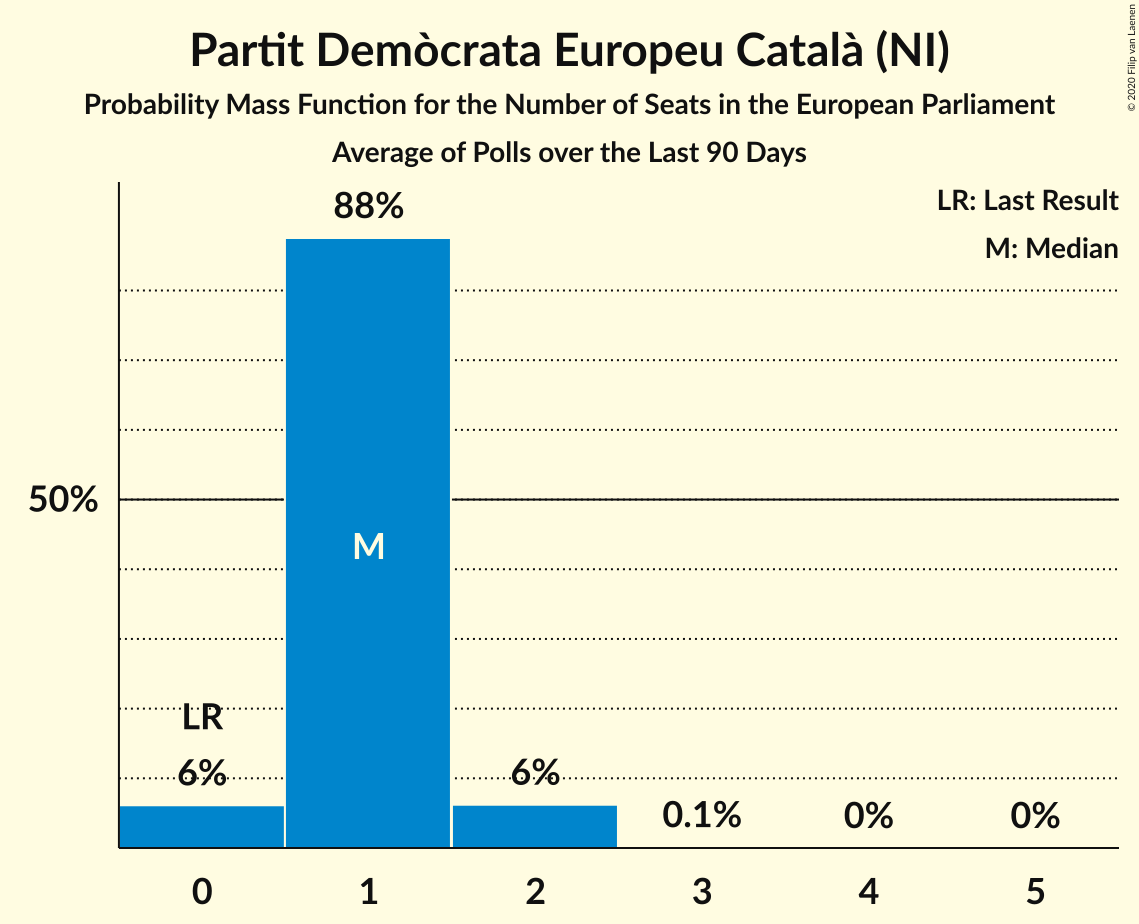 Partit Demòcrata Europeu Català (NI)
Probability Mass Function for the Number of Seats in the European Parliament
Average of Polls over the Last 90 Days
© 2020 Filip van Laenen
LR: Last Result
M: Median
88%
50%
M
LR
6%
6%
0.1%
0%
0%
0
1
2
3
4
5